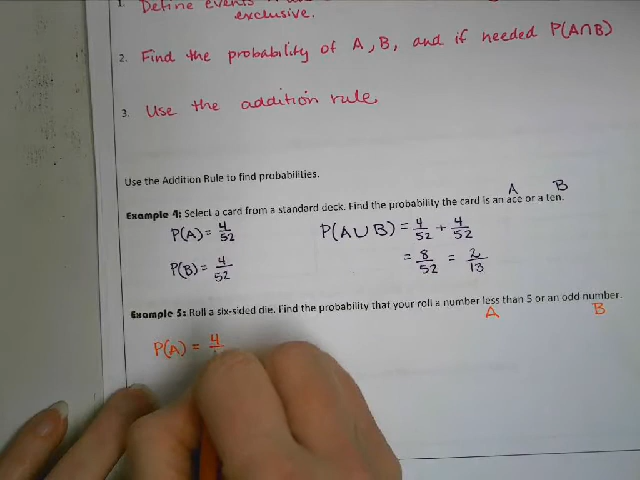 1. Define events
exclusive.
2. Find the probability of A, B, and if needed P(A∩B)
3. Use the addition rule
Use the Addition Rule to find probabilities.
A B
Example 4: Select a card from a standard deck. Find the probability the card is an ace or a ten.
P(A) = 4/52 P(A∪B) = 4/52 + 4/52
P(B) = 4/52 = 8/52 = 2/13
Example 5: Roll a six-sided die. Find the probability that your roll a number less than 5 or an odd number.
A B
P(A) = 4